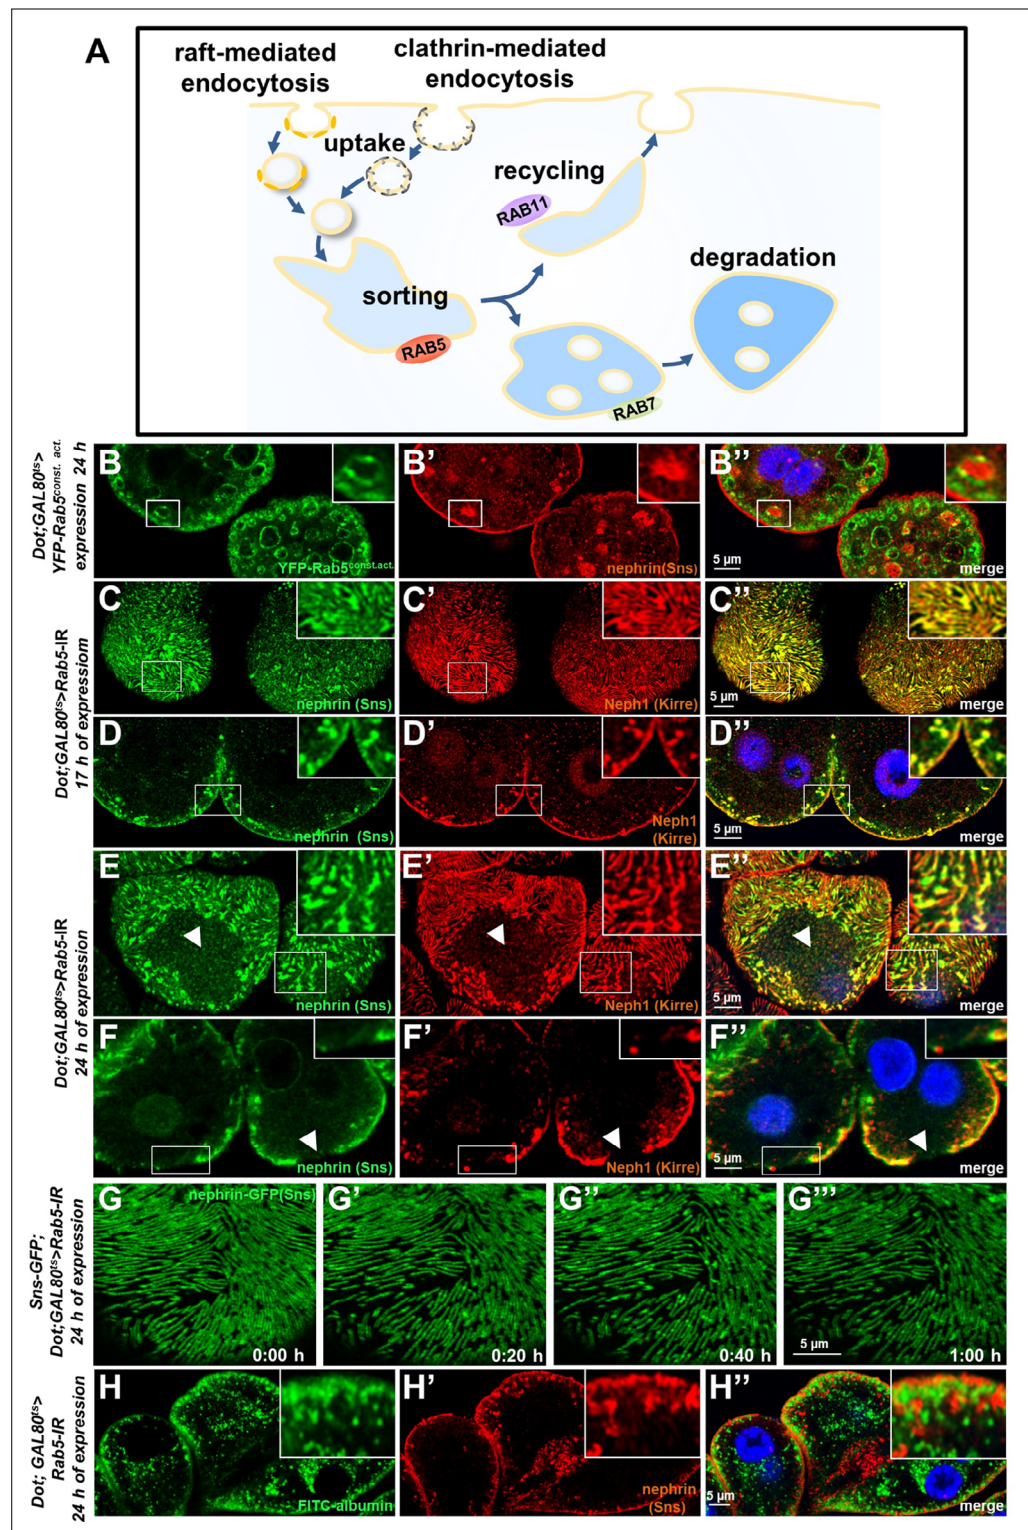 A
raft-mediated
endocytosis
clathrin-mediated
endocytosis
uptake
recycling
RAB11
degradation
sorting
RAB5
RAB7
Dot;GAL80ts>
YFP-Rab5const. act.
expression 24 h
B
YFP-Rab5const.act.
B'
nephrin(Sns)
B''
5 µm
merge
Dot;GAL80ts>Rab5-IR
17 h of expressiom
C
nephrin (Sns)
C'
Neph1 (Kirre)
C''
5 µm
merge
D
nephrin (Sns)
D'
Neph1
(Kirre)
D''
5 µm
merge
Dot;GAL80ts>Rab5-IR
24 h of expression
E
nephrin (Sns)
E'
Neph1 (Kirre)
E''
5 µm
merge
F
nephrin (Sns)
F'
Neph1 (Kirre)
F''
5 µm
merge
Sns-GFP;
Dot;GAL80ts>Rab5-IR
24 h of expression
G
nephrin-GFP(Sns)
0:00 h
G'
0:20 h
G''
0:40 h
G'''
5 µm
1:00 h
Dot; GAL80ts>
Rab5-IR
24 h of expression
H
FITC-albumin
H'
nephrin
(Sns)
H''
5 µm
merge